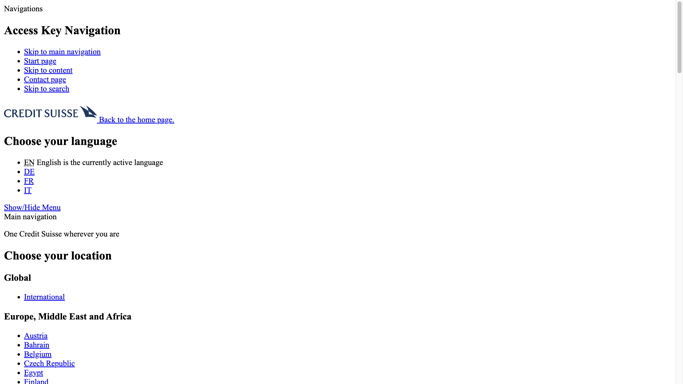 Navigations
Access Key Navigation
Skip to main navigation
Start page
Skip to content
Contact page
Skip to search
CREDIT SUISSE Back to the home page.
Choose your language
EN English is the currently active language
DE
FR
IT
Show/Hide Menu
Main navigation
One Credit Suisse wherever you are
Choose your location
Global
International
Europe, Middle East and Africa
Austria
Bahrain
Belgium
Czech Republic
Egypt
Finland